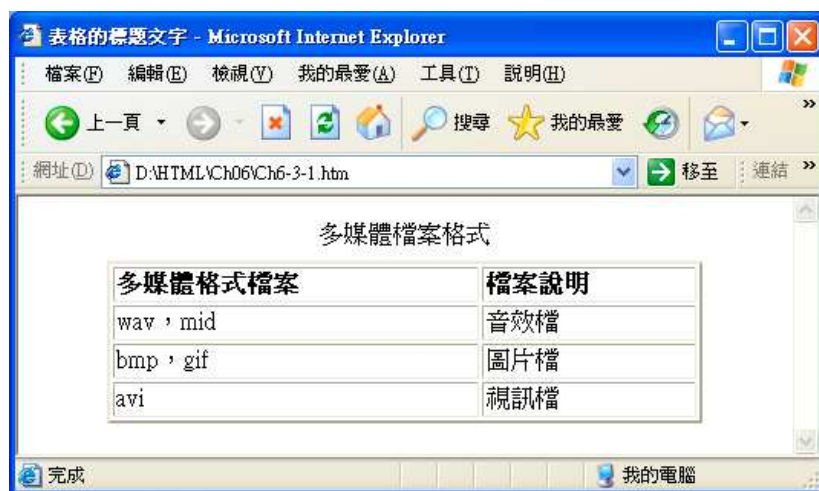 表格的標題文字 - Microsoft Internet Explorer
檔案(F) 編輯(E) 檢視(V) 我的最愛(A) 工具(T) 說明(H)
上一頁 搜尋 我的最愛 »
網址(D) D:\HTML\Ch06\Ch6-3-1.htm 移至 連結 »
多媒體檔案格式
多媒體格式檔案 檔案說明
wav，mid 音效檔
bmp，gif 圖片檔
avi 視訊檔
完成 我的電腦